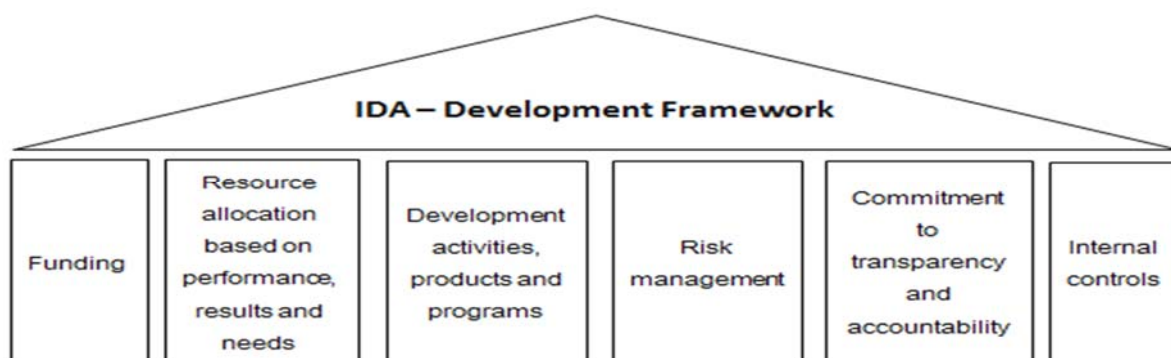 IDA – Development Framework
Funding
Resource
allocation
based on
performance,
results and
needs
Development
activities,
products and
programs
Risk
management
Commitment
to
transparency
and
accountability
Internal
controls